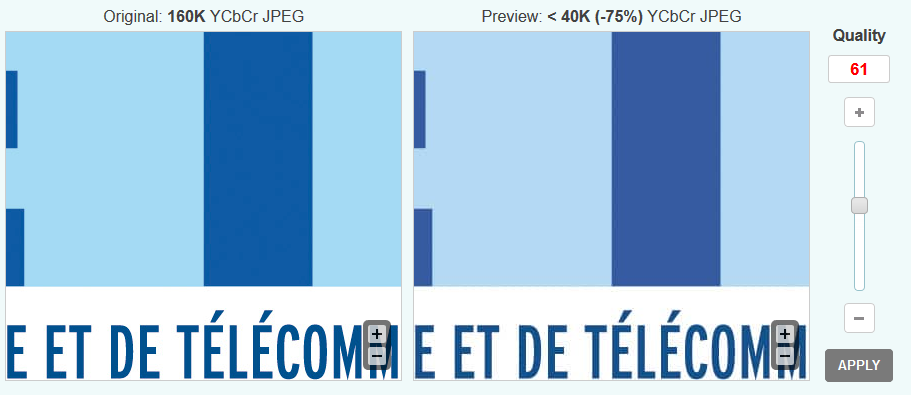 Original: 160K YCbCr JPEG
Preview: < 40K (-75%) YCbCr JPEG
Quality
61
+
−
APPLY
E ET DE TÉLÉCOMM
+
−
E ET DE TÉLÉCOMM
+
−